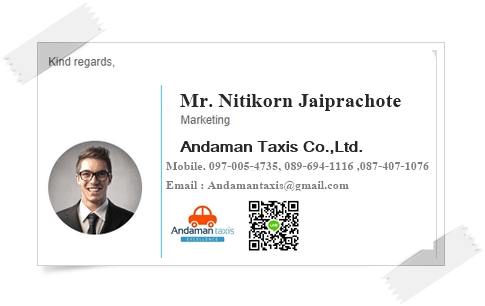 Kind regards,
Mr. Nitikorn Jaiprachote
Marketing
Andaman Taxis Co.,Ltd.
Mobile. 097-005-4735, 089-694-1116 ,087-407-1076
Email : Andamantaxis@gmail.com
Andaman taxis
EXCELLENCE
LINE